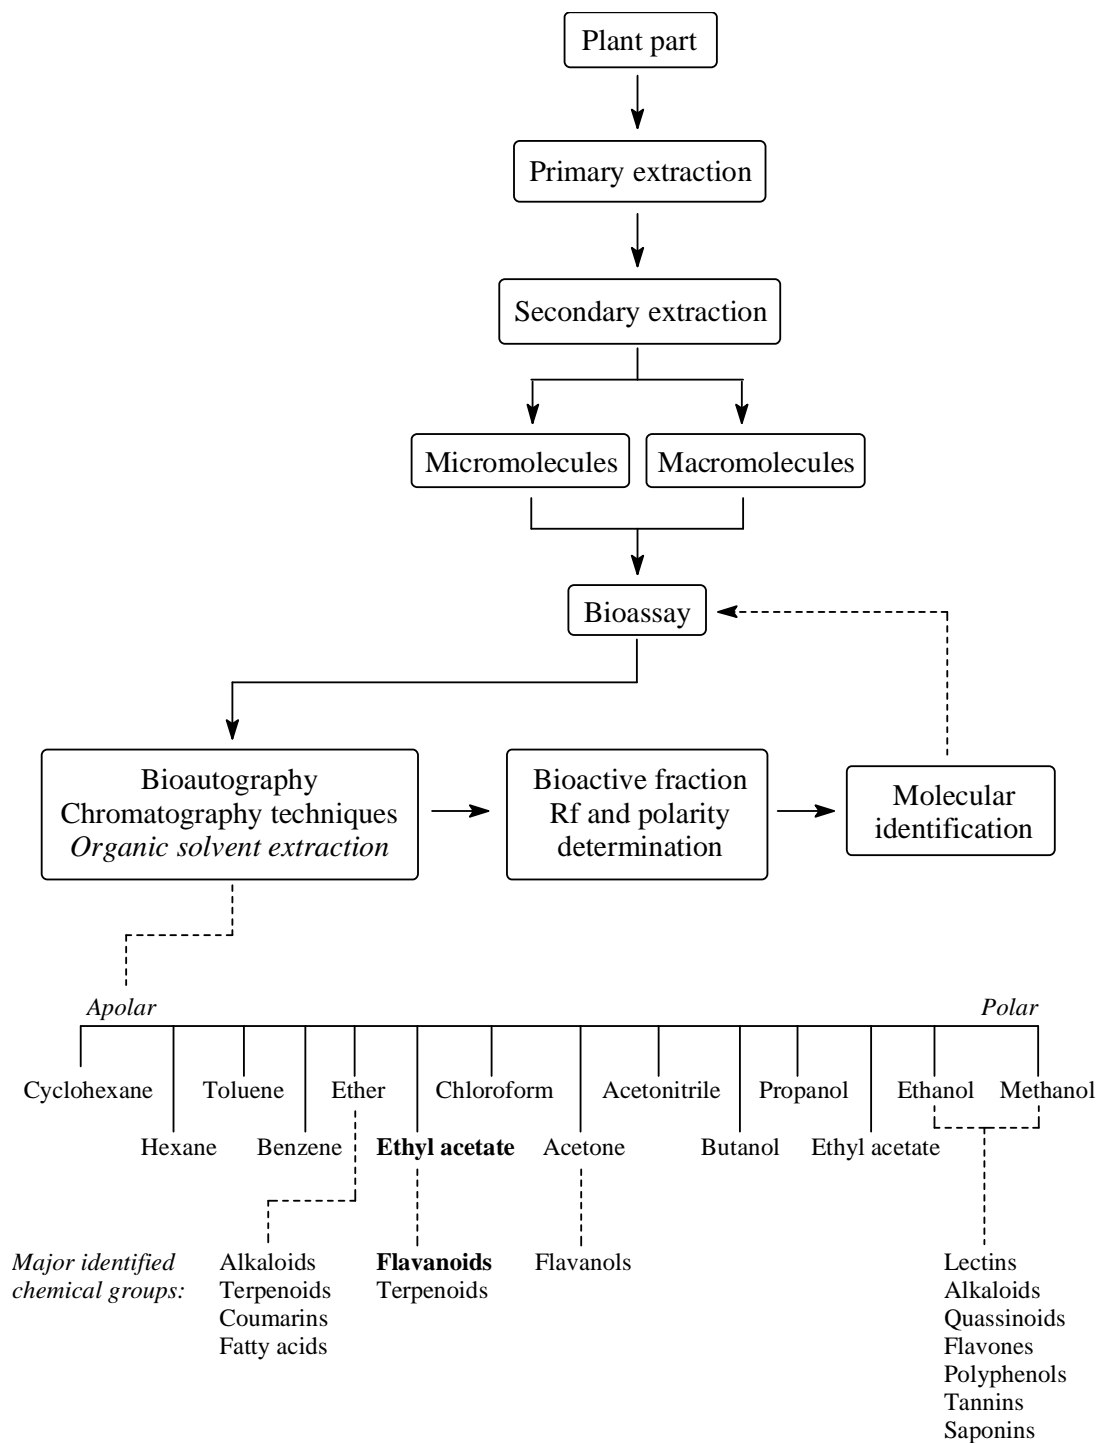 Plant part
Primary extraction
Secondary extraction
Micromolecules
Macromolecules
Bioassay
Bioautography
Chromatography techniques
Organic solvent extraction
Bioactive fraction
Rf and polarity
determination
Molecular
identification
Apolar
Polar
Cyclohexane
Toluene
Ether
Chloroform
Acetonitrile
Propanol
Ethanol
Methanol
Hexane
Benzene
Ethyl acetate
Acetone
Butanol
Ethyl acetate
Major identified
chemical groups:
Alkaloids
Terpenoids
Coumarins
Fatty acids
Flavanoids
Terpenoids
Flavanols
Lectins
Alkaloids
Quassinoids
Flavones
Polyphenols
Tannins
Saponins